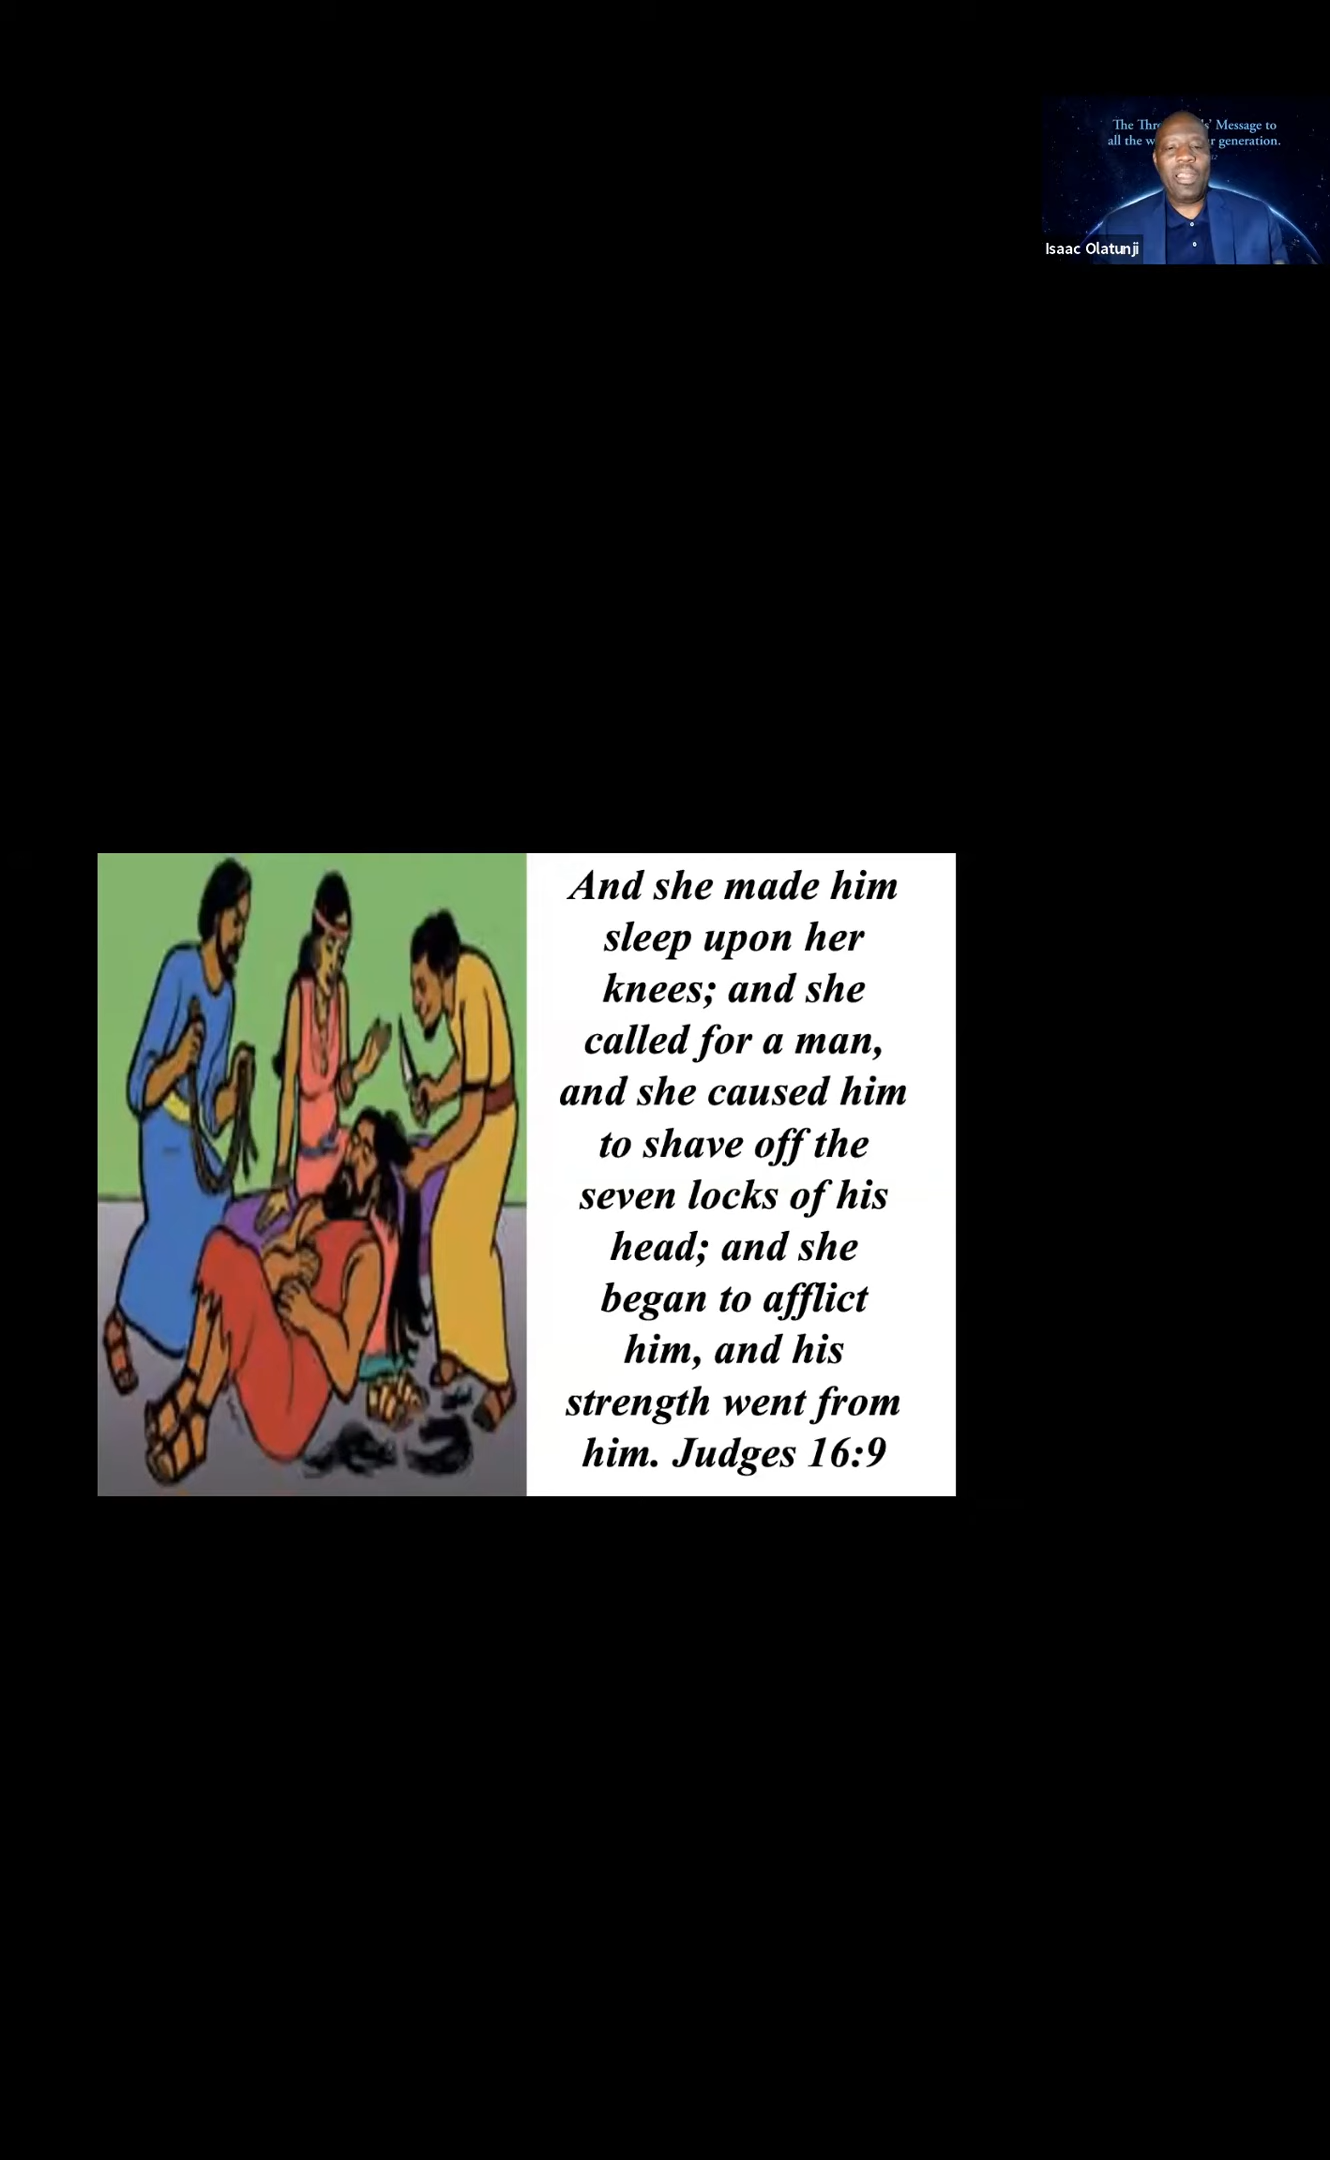 The Message to
all the generation.
Isaac Olatunji
And she made him
sleep upon her
knees; and she
called for a man,
and she caused him
to shave off the
seven locks of his
head; and she
began to afflict
him, and his
strength went from
him. Judges 16:9